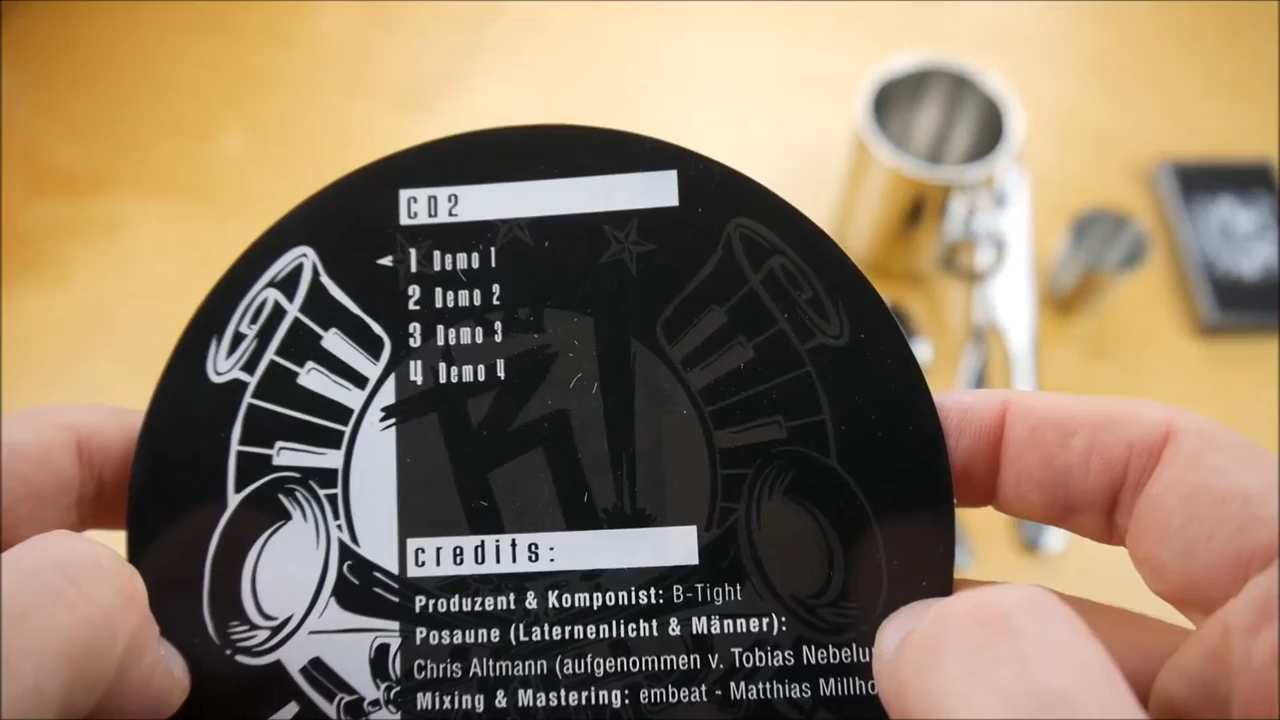 CD2
1 Demo 1
2 Demo 2
3 Demo 3
4 Demo 4
credits:
Produzent & Komponist: B-Tight
Posaune (Laternenlicht & Männer):
Chris Altmann (aufgenommen v. Tobias
Mixing & Mastering: embeat - Matthias